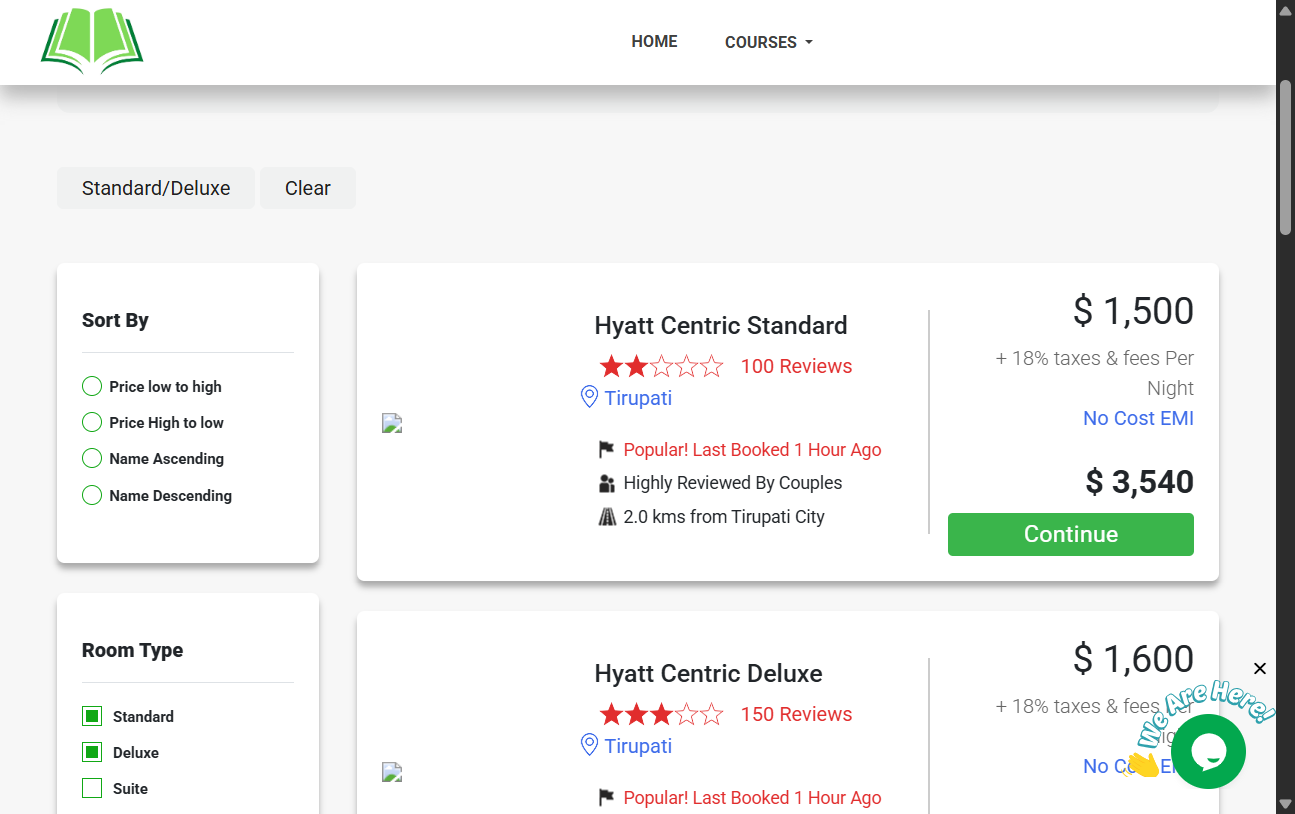 HOME
COURSES
Standard/Deluxe
Clear
Sort By
Price low to high
Price High to low
Name Ascending
Name Descending
Room Type
Standard
Deluxe
Suite
Hyatt Centric Standard
100 Reviews
Tirupati
Popular! Last Booked 1 Hour Ago
Highly Reviewed By Couples
2.0 kms from Tirupati City
$ 1,500
+ 18% taxes & fees Per
Night
No Cost EMI
$ 3,540
Continue
Hyatt Centric Deluxe
150 Reviews
Tirupati
Popular! Last Booked 1 Hour Ago
$ 1,600
+ 18% taxes & fees Per
No
We Are Here!